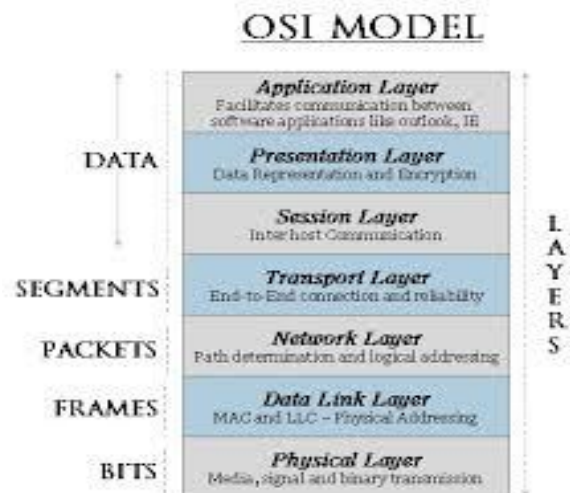 OSI MODEL
Application Layer
Facilitates communication between
software applications like outlook, IE
DATA
Presentation Layer
Data Representation and Encryption
Session Layer
Interhost Communication
SEGMENTS
Transport Layer
End-to-End connection and reliability
PACKETS
Network Layer
Path determination and logical addressing
FRAMES
Data Link Layer
MAC and LLC - Physical Addressing
BITS
Physical Layer
Media, signal and binary transmission
LAYERS